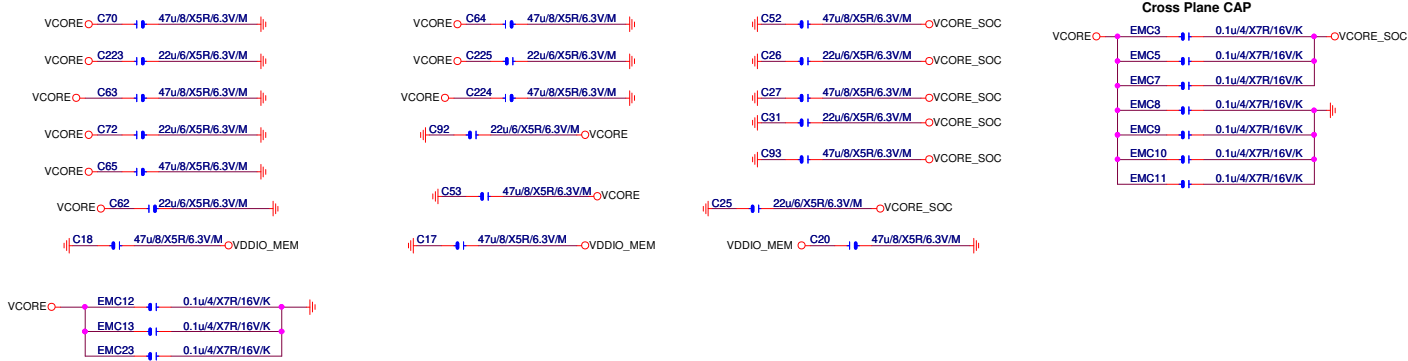 Cross Plane CAP
VCORE C70 47u/8/X5R/6.3V/M
VCORE C64 47u/8/X5R/6.3V/M
C52 47u/8/X5R/6.3V/M VCORE_SOC
VCORE EMC3 0.1u/4/X7R/16V/K VCORE_SOC
VCORE C223 22u/6/X5R/6.3V/M
VCORE C225 22u/6/X5R/6.3V/M
C26 22u/6/X5R/6.3V/M VCORE_SOC
EMC5 0.1u/4/X7R/16V/K
EMC7 0.1u/4/X7R/16V/K
VCORE C63 47u/8/X5R/6.3V/M
VCORE C224 47u/8/X5R/6.3V/M
C27 47u/8/X5R/6.3V/M VCORE_SOC
EMC8 0.1u/4/X7R/16V/K
C31 22u/6/X5R/6.3V/M VCORE_SOC
VCORE C72 22u/6/X5R/6.3V/M
C92 22u/6/X5R/6.3V/M VCORE
EMC9 0.1u/4/X7R/16V/K
C93 47u/8/X5R/6.3V/M VCORE_SOC
EMC10 0.1u/4/X7R/16V/K
VCORE C65 47u/8/X5R/6.3V/M
EMC11 0.1u/4/X7R/16V/K
C53 47u/8/X5R/6.3V/M VCORE
VCORE C62 22u/6/X5R/6.3V/M
C25 22u/6/X5R/6.3V/M VCORE_SOC
C18 47u/8/X5R/6.3V/M VDDIO_MEM
C17 47u/8/X5R/6.3V/M VDDIO_MEM
VDDIO_MEM C20 47u/8/X5R/6.3V/M
VCORE EMC12 0.1u/4/X7R/16V/K
EMC13 0.1u/4/X7R/16V/K
EMC23 0.1u/4/X7R/16V/K